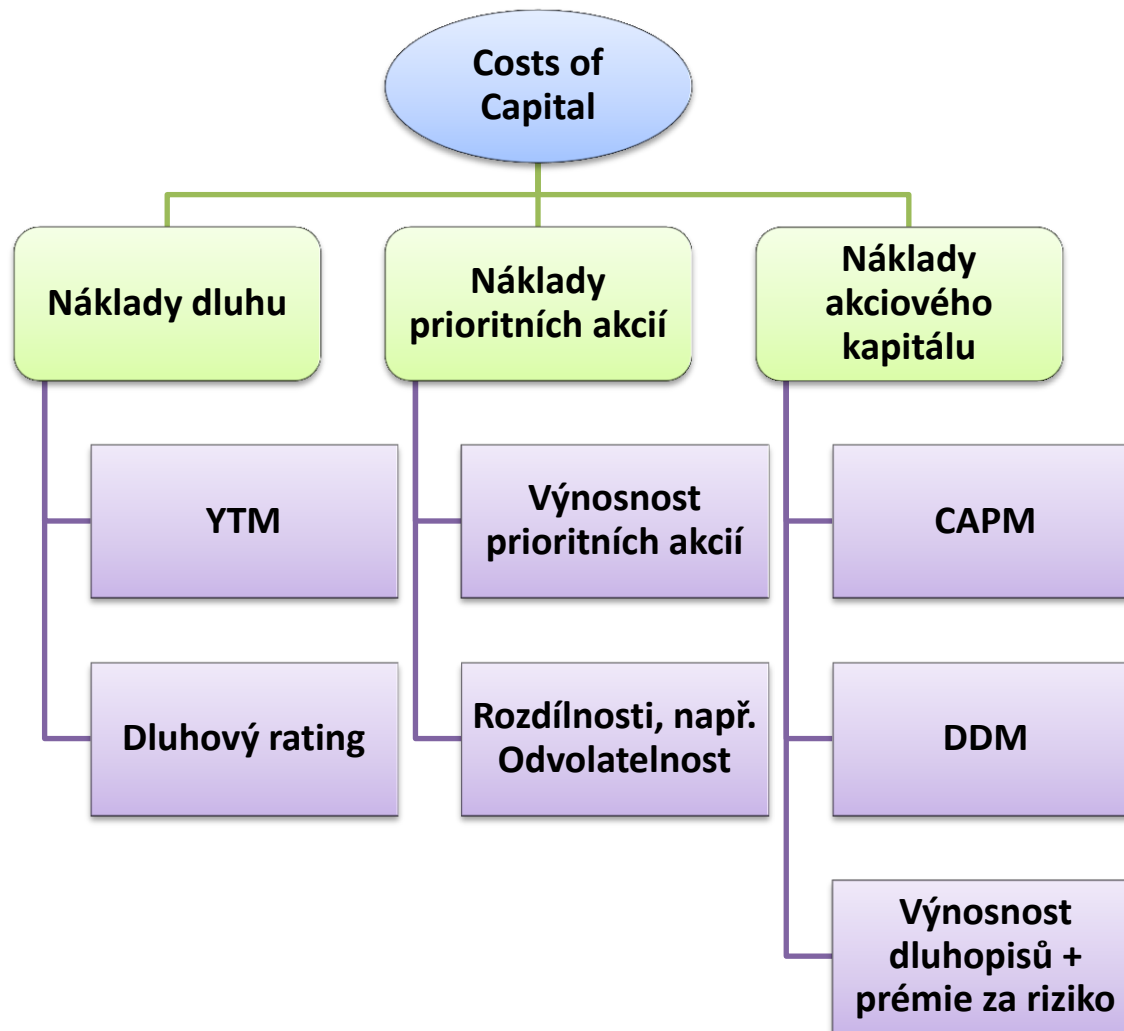 Costs of
Capital
Náklady dluhu
Náklady
prioritních akcií
Náklady
akciového
kapitálu
YTM
Výnosnost
prioritních akcií
CAPM
Dluhový rating
Rozdílnosti, např.
Odvolatelnost
DDM
Výnosnost
dluhopisů +
prémie za riziko